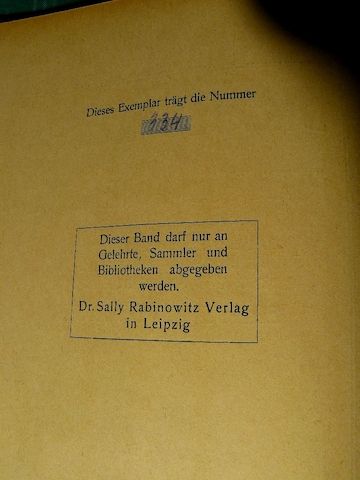 Dieses Exemplar trägt die Nummer
134
Dieser Band darf nur an
Gelehrte, Sammler und
Bibliotheken abgegeben
werden.
Dr. Sally Rabinowitz Verlag
in Leipzig